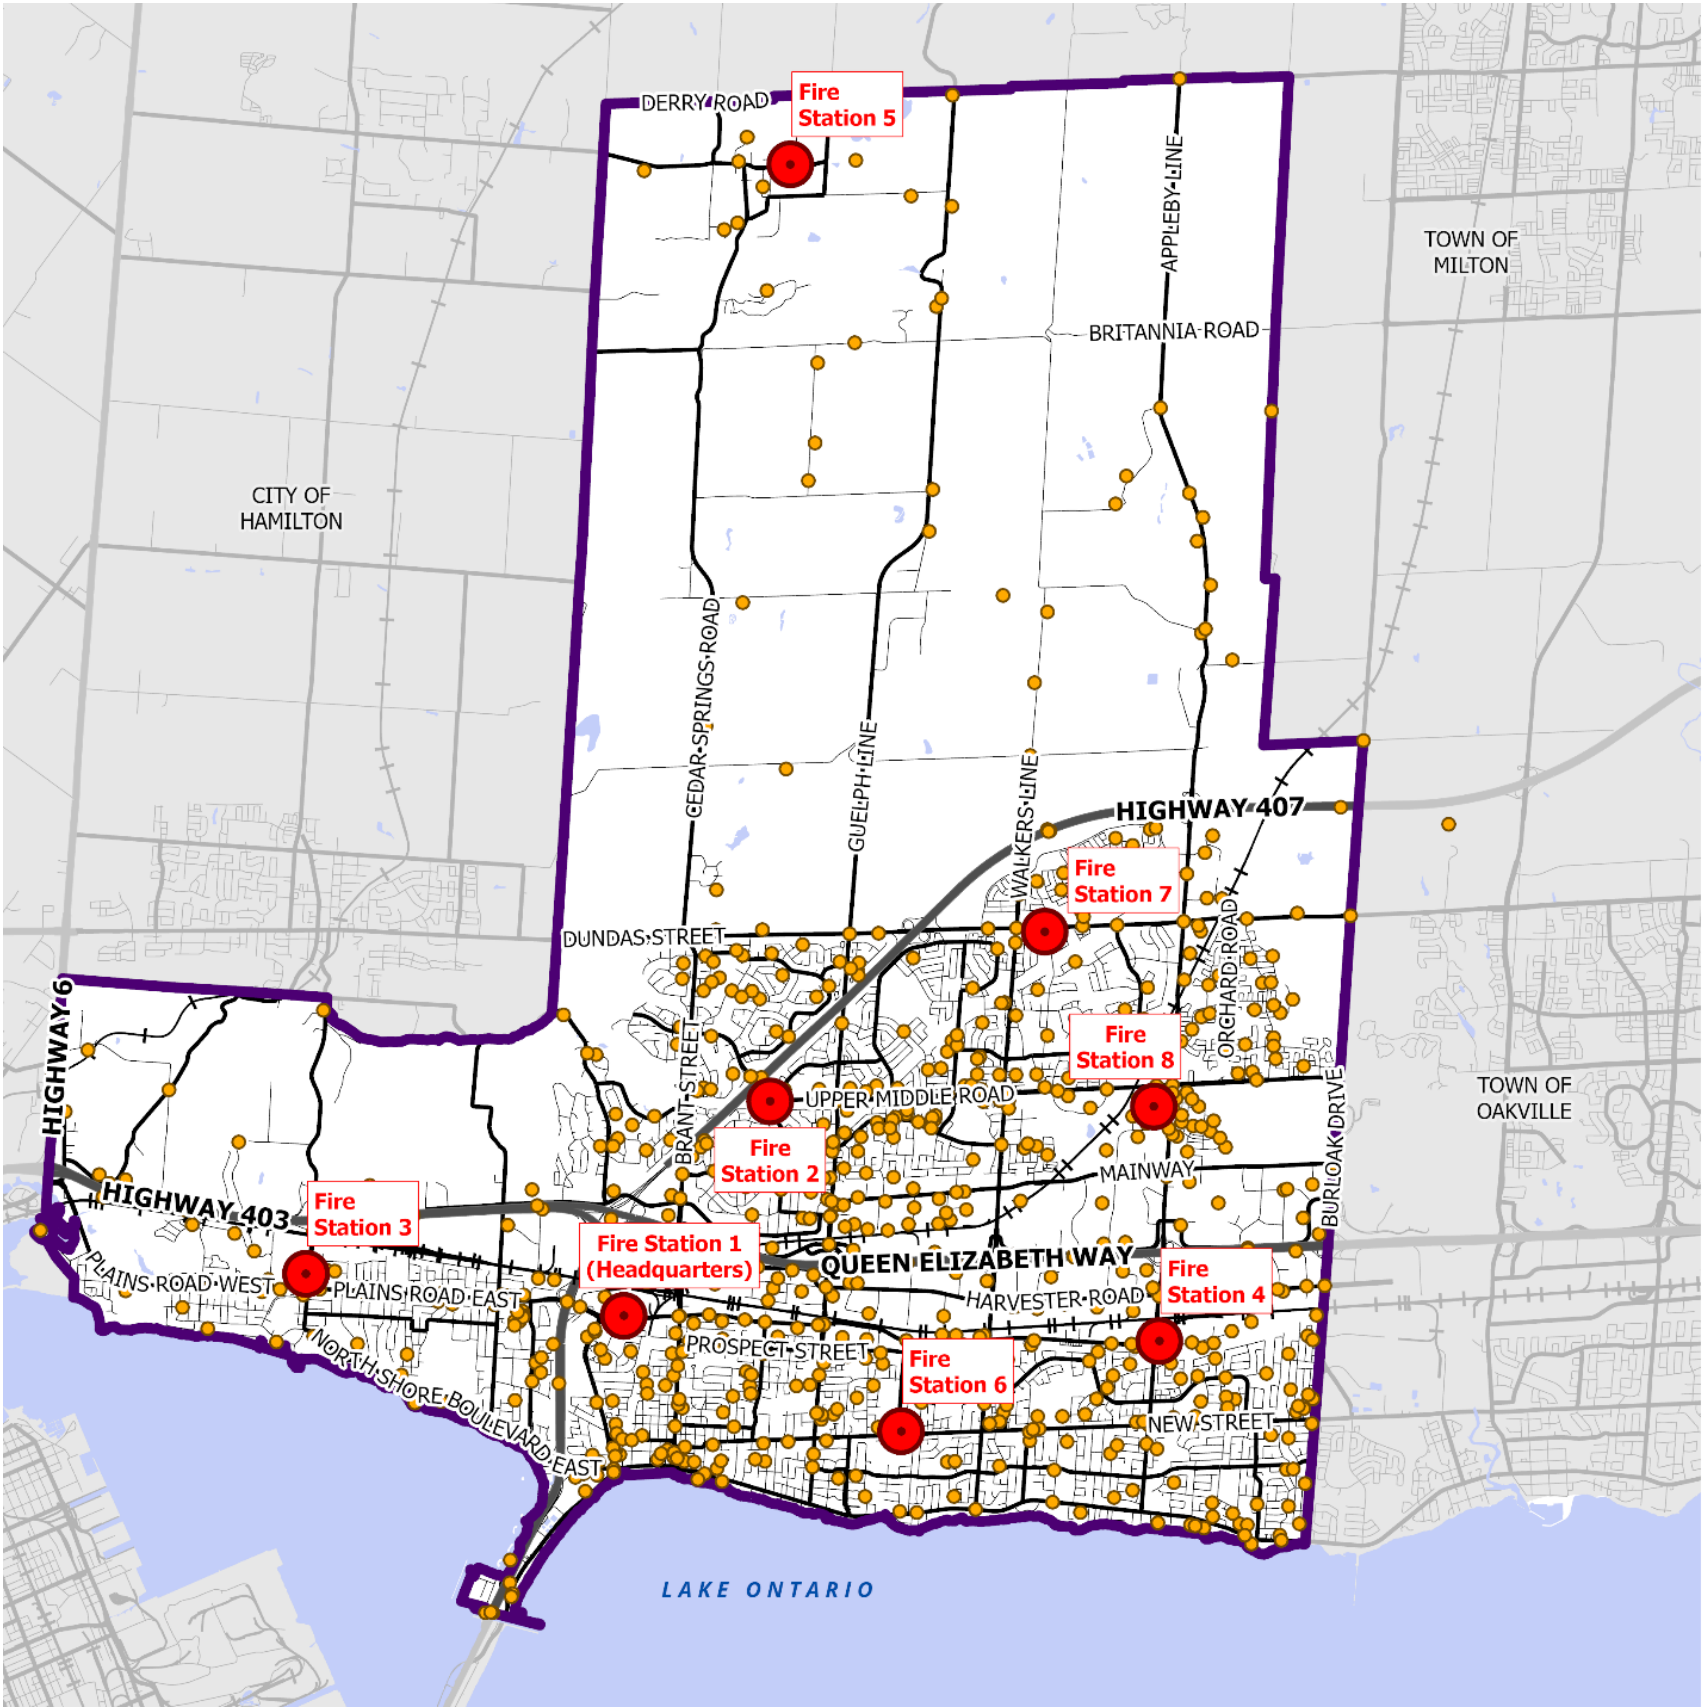 DERRY ROAD
Fire
Station 5
APPLEBY LINE
TOWN OF
MILTON
BRITANNIA ROAD
CITY OF
HAMILTON
CEDAR SPRINGS ROAD
GUELPH LINE
WALKERS LINE
HIGHWAY 407
Fire
Station 7
DUNDAS STREET
ORCHARD ROAD
HIGHWAY 6
BRANT STREET
Fire
Station 8
UPPER MIDDLE ROAD
TOWN OF
OAKVILLE
BURLOAK DRIVE
Fire
Station 2
MAINWAY
HIGHWAY 403
Fire
Station 3
Fire Station 1
(Headquarters)
QUEEN ELIZABETH WAY
PLAINS ROAD WEST
PLAINS ROAD EAST
HARVESTER ROAD
Fire
Station 4
PROSPECT STREET
NORTH SHORE BOULEVARD EAST
Fire
Station 6
NEW STREET
LAKE ONTARIO